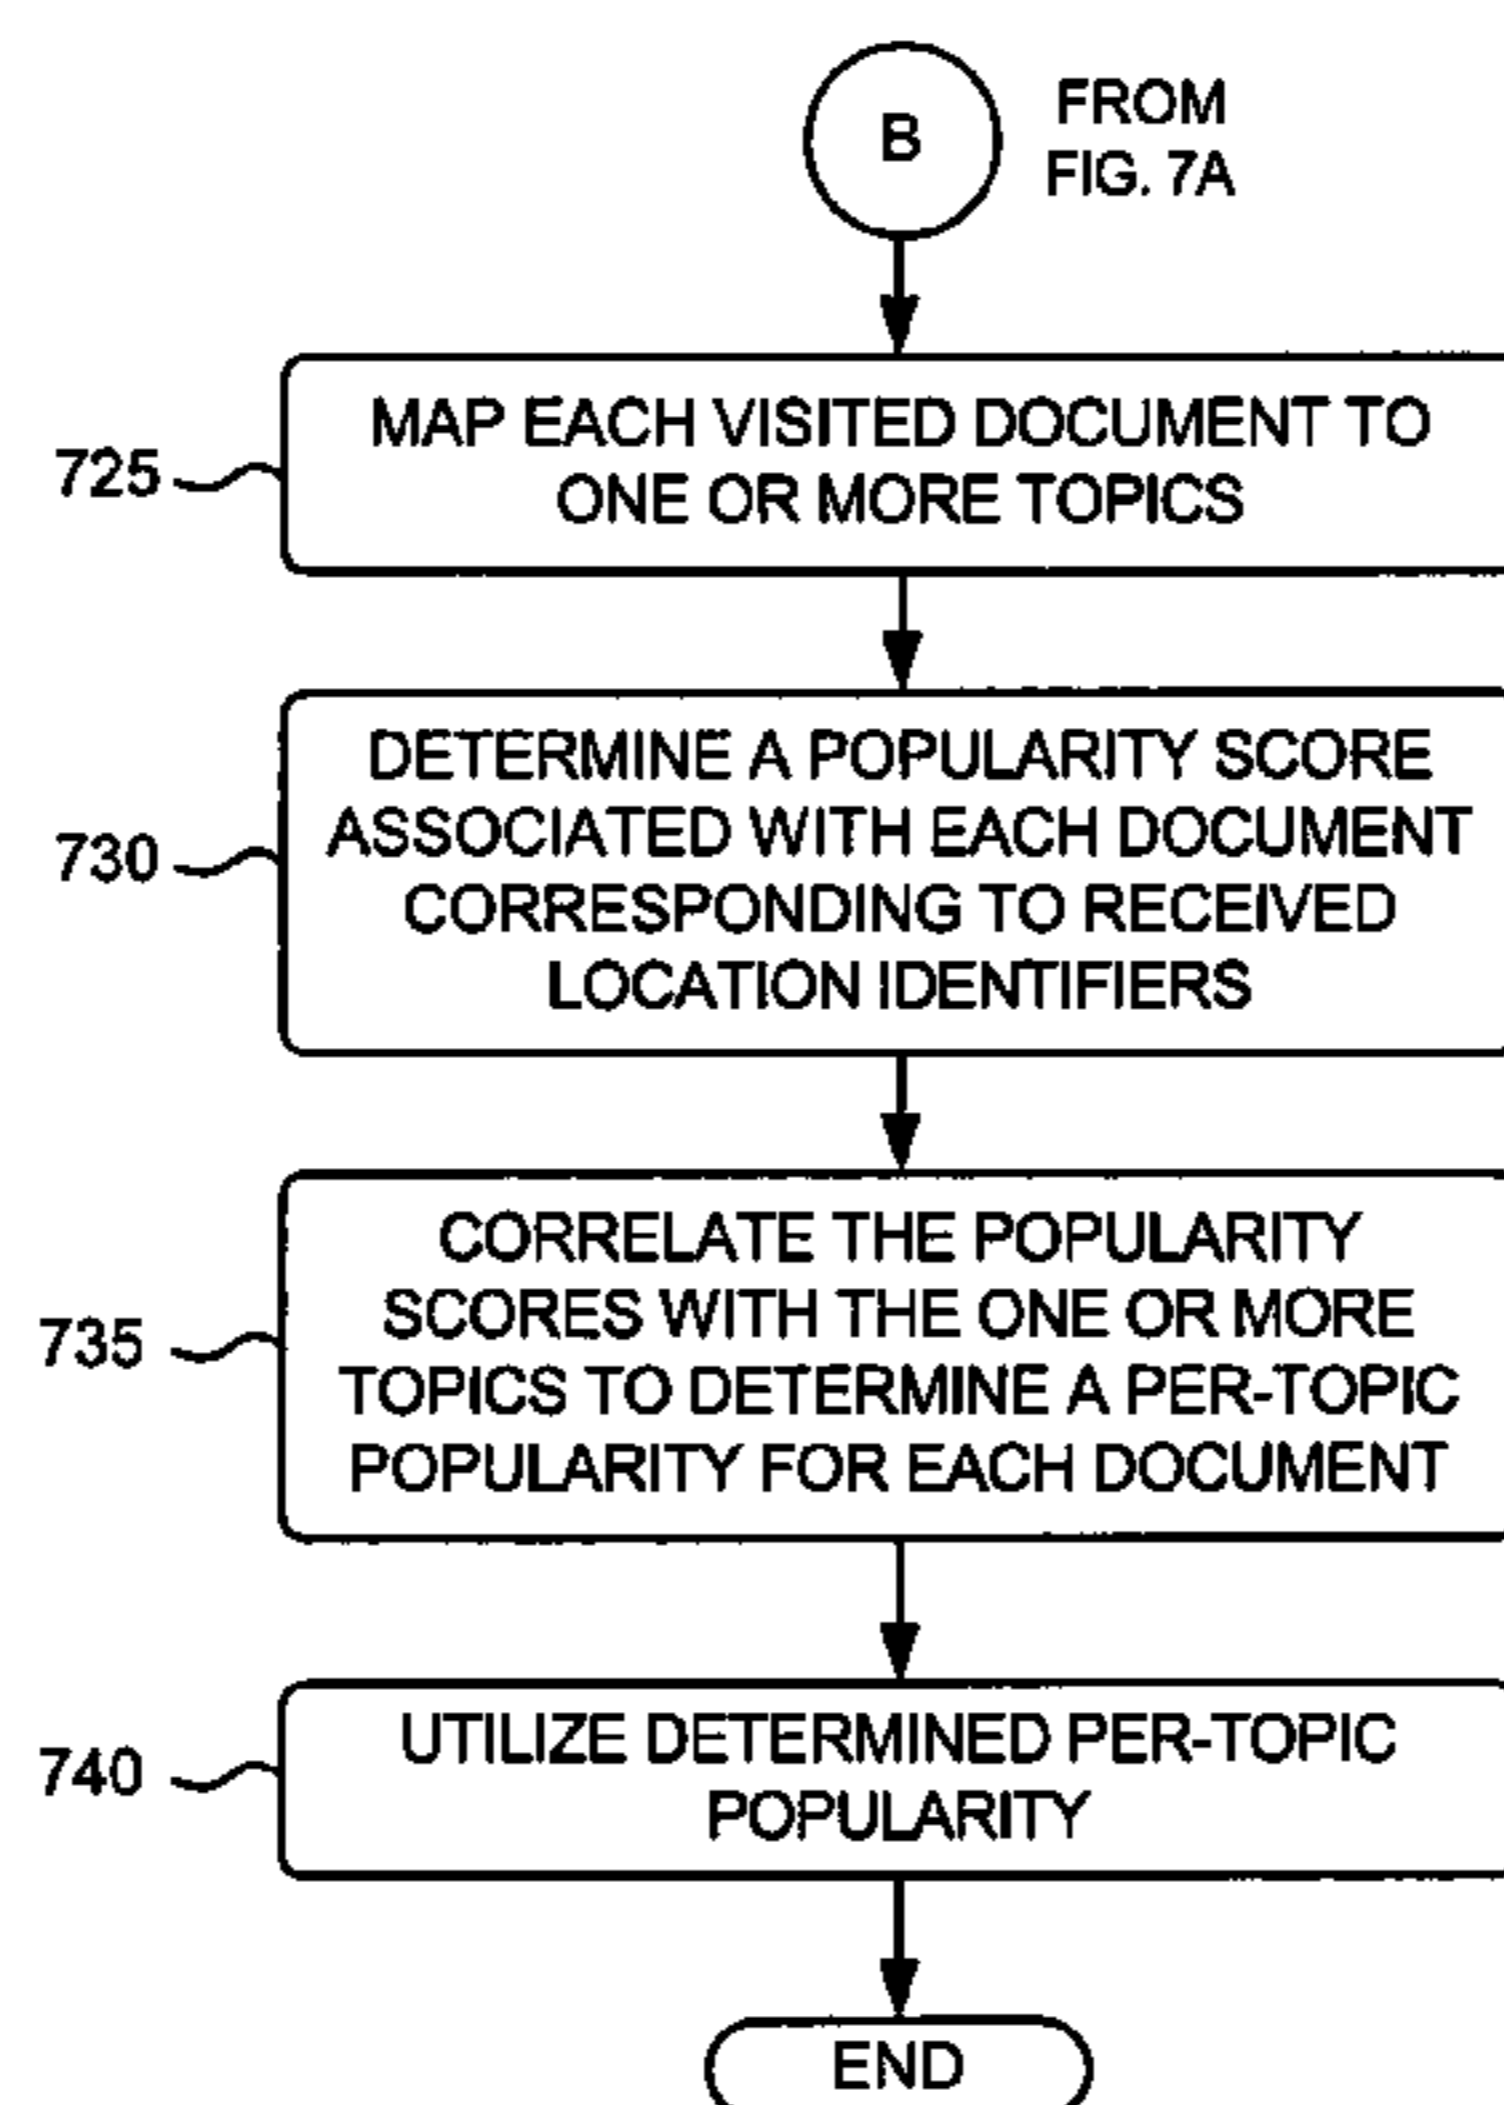 B
FROM
FIG. 7A
MAP EACH VISITED DOCUMENT TO
ONE OR MORE TOPICS
725
DETERMINE A POPULARITY SCORE
ASSOCIATED WITH EACH DOCUMENT
CORRESPONDING TO RECEIVED
LOCATION IDENTIFIERS
730
CORRELATE THE POPULARITY
SCORES WITH THE ONE OR MORE
TOPICS TO DETERMINE A PER-TOPIC
POPULARITY FOR EACH DOCUMENT
735
UTILIZE DETERMINED PER-TOPIC
POPULARITY
740
END